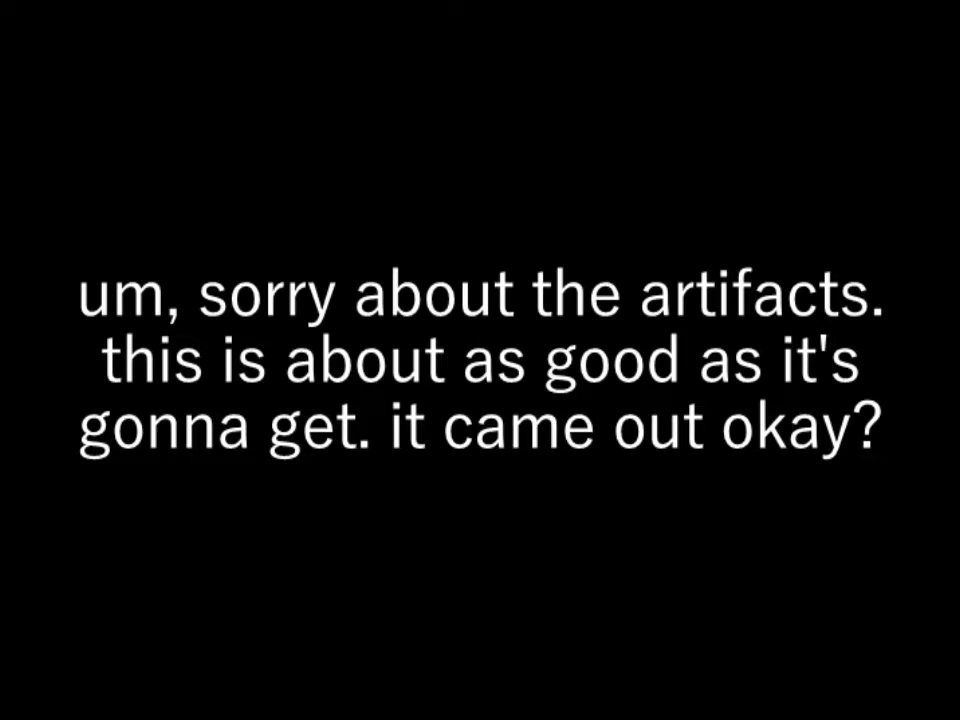 um, sorry about the artifacts.
this is about as good as it's
gonna get. it came out okay?